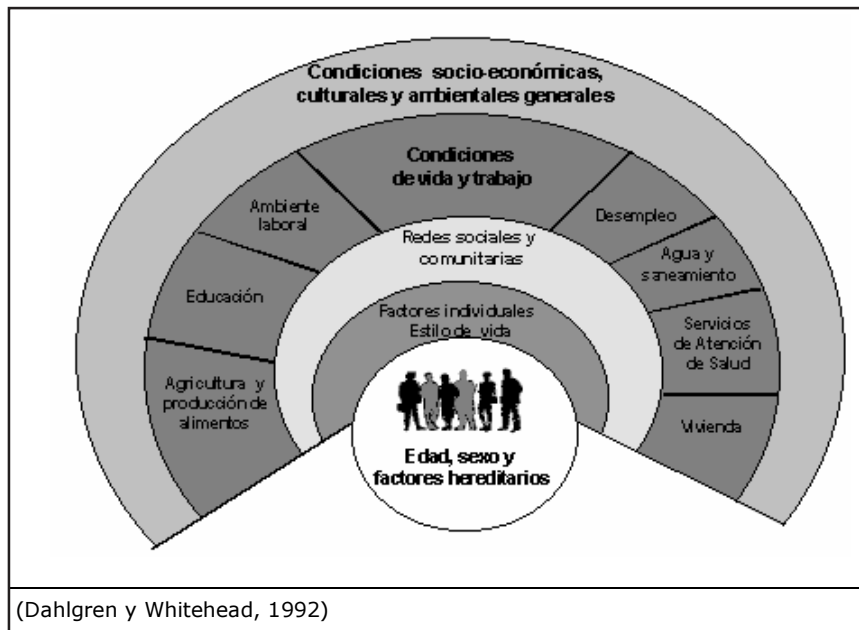 Condiciones socio-económicas,
culturales y ambientales generales
Condiciones
de vida y trabajo
Ambiente
laboral
Desempleo
Redes sociales y
comunitarias
Agua y
saneamiento
Educación
Factores individuales
Estilo de vida
Servicios
de Atención
de Salud
Agricultura y
producción de
alimentos
Vivienda
Edad, sexo y
factores hereditarios
(Dahlgren y Whitehead, 1992)